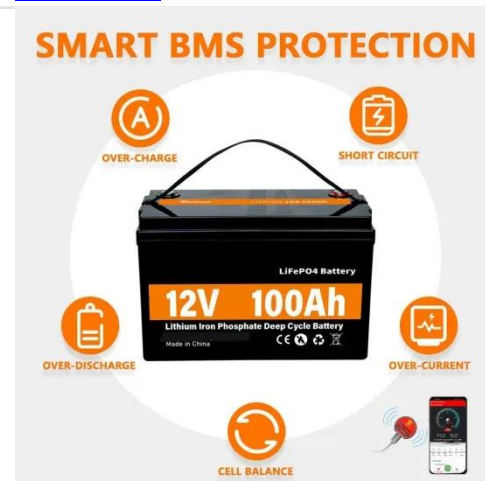 SMART BMS PROTECTION
OVER-CHARGE
SHORT CIRCUIT
LiFePO4 Battery
12V 100Ah
Lithium Iron Phosphate Deep Cycle Battery
Made in China
CE
OVER-DISCHARGE
OVER-CURRENT
CELL BALANCE